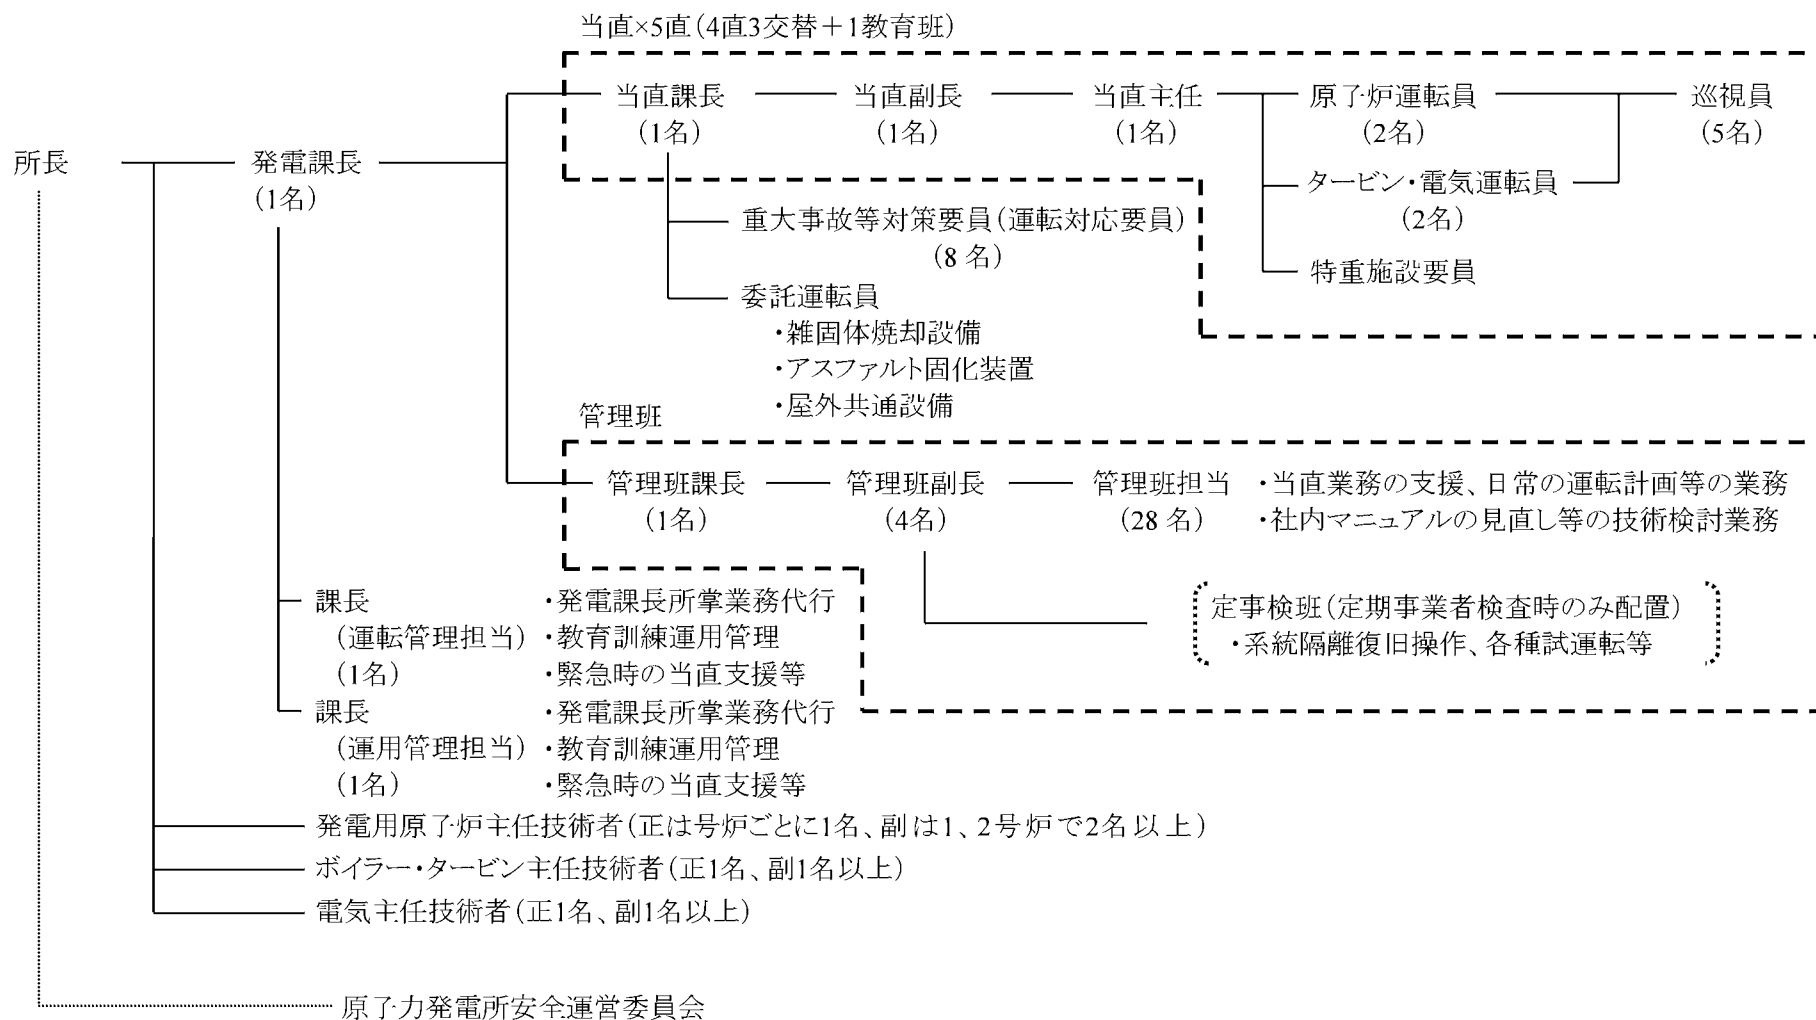 当直×5直(4直3交替+1教育班)
当直課長 当直副長 当直主任 原子炉運転員 巡視員
(1名) (1名) (1名) (2名) (5名)
所長 発電課長
(1名)
タービン・電気運転員
(2名)
重大事故等対策要員(運転対応要員)
(8 名)
特重施設要員
委託運転員
・雑固体焼却設備
・アスファルト固化装置
・屋外共通設備
管理班
管理班課長 管理班副長 管理班担当 ・当直業務の支援、日常の運転計画等の業務
(1名) (4名) (28 名) ・社内マニュアルの見直し等の技術検討業務
定事検班(定期事業者検査時のみ配置)
・系統隔離復旧操作、各種試運転等
課長 ・発電課長所掌業務代行
(運転管理担当) ・教育訓練運用管理
(1名) ・緊急時の当直支援等
課長 ・発電課長所掌業務代行
(運用管理担当) ・教育訓練運用管理
(1名) ・緊急時の当直支援等
発電用原子炉主任技術者(正は号炉ごとに1名、副は1、2号炉で2名以上)
ボイラー・タービン主任技術者(正1名、副1名以上)
電気主任技術者(正1名、副1名以上)
原子力発電所安全運営委員会